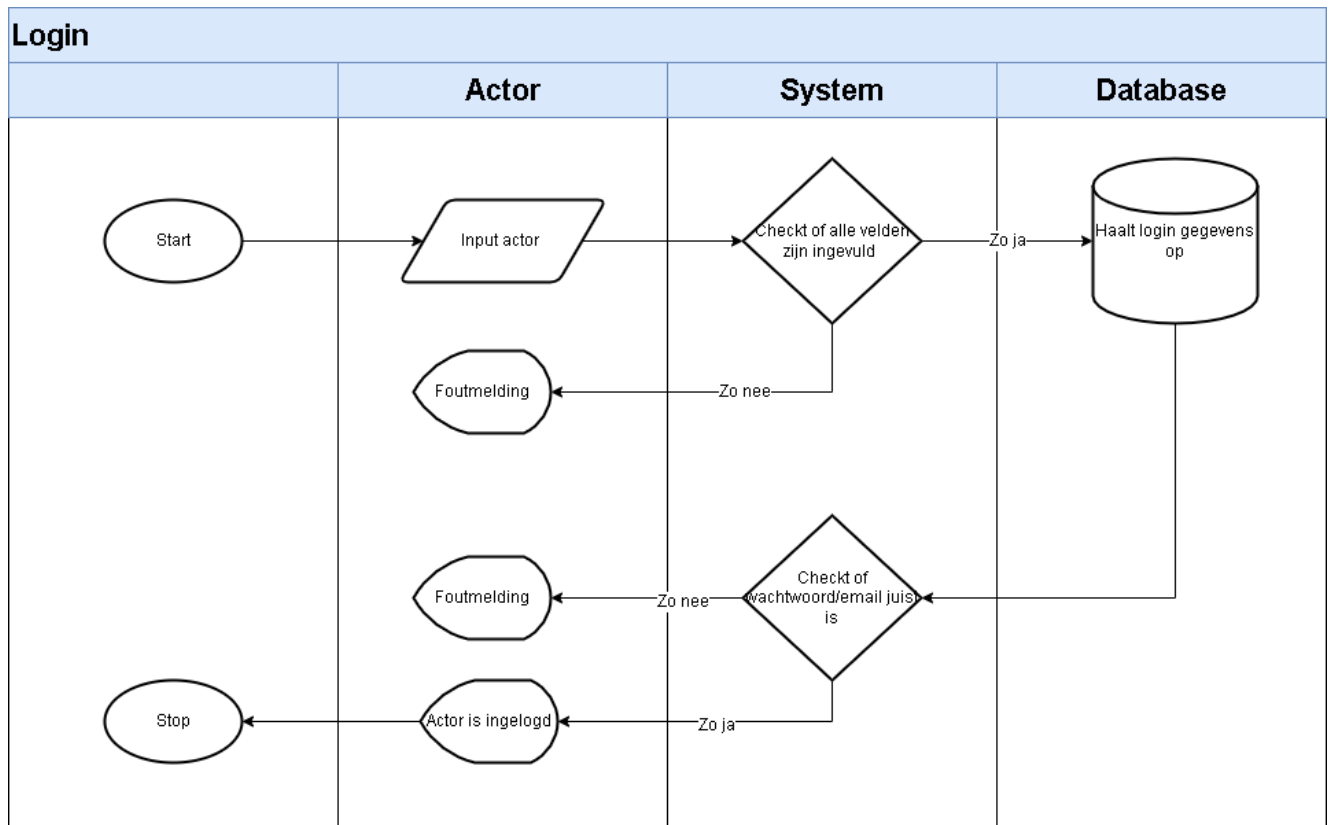 Login
Actor
System
Database
Start
Input actor
Checkt of alle velden
zijn ingevuld
Zo ja
Haalt login gegevens
op
Foutmelding
Zo nee
Foutmelding
Zo nee
Checkt of
wachtwoord/email juist
is
Stop
Actor is ingelogd
Zo ja